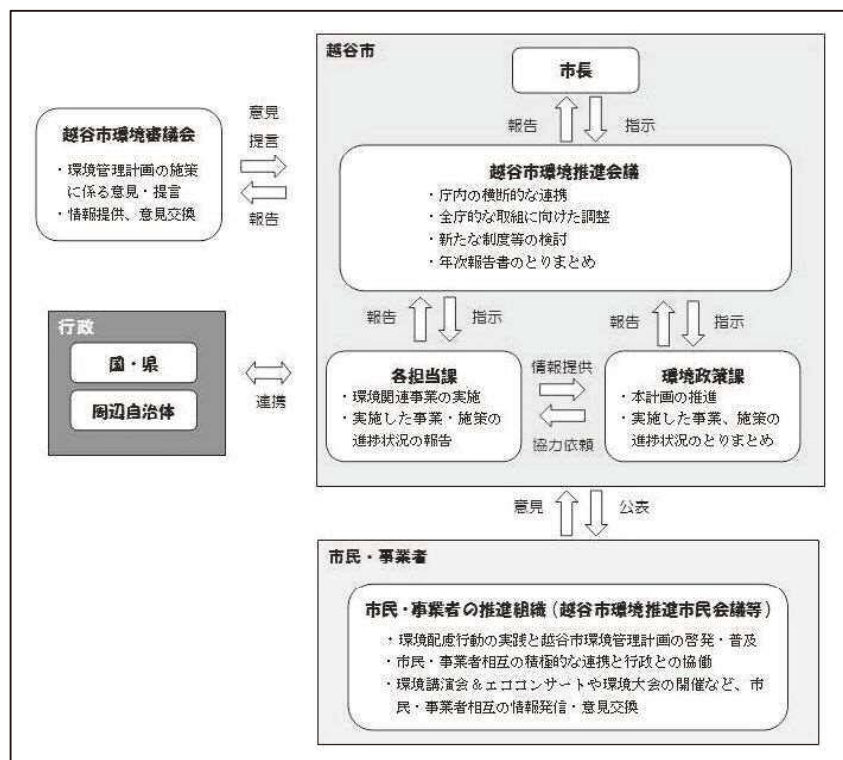 越谷市
市長
報告
指示
越谷市環境審議会
・環境管理計画の施策
に係る意見・提言
・情報提供、意見交換
意見
提言
報告
越谷市環境推進会議
・庁内の横断的な連携
・全庁的な取組に向けた調整
・新たな制度等の検討
・年次報告書のとりまとめ
報告
指示
報告
指示
行政
国・県
周辺自治体
連携
各担当課
・環境関連事業の実施
・実施した事業・施策の
進捗状況の報告
情報提供
協力依頼
環境政策課
・本計画の推進
・実施した事業、施策の
進捗状況のとりまとめ
意見
公表
市民・事業者
市民・事業者の推進組織(越谷市環境推進市民会議等)
・環境配慮行動の実践と越谷市環境管理計画の啓発・普及
・市民・事業者相互の積極的な連携と行政との協働
・環境講演会&エココンサートや環境大会の開催など、市
民・事業者相互の情報発信・意見交換